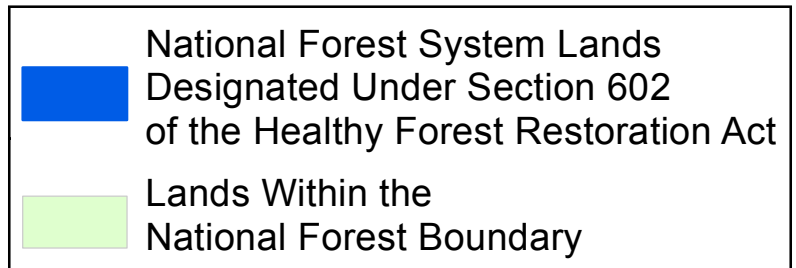 National Forest System Lands
Designated Under Section 602
of the Healthy Forest Restoration Act
Lands Within the
National Forest Boundary